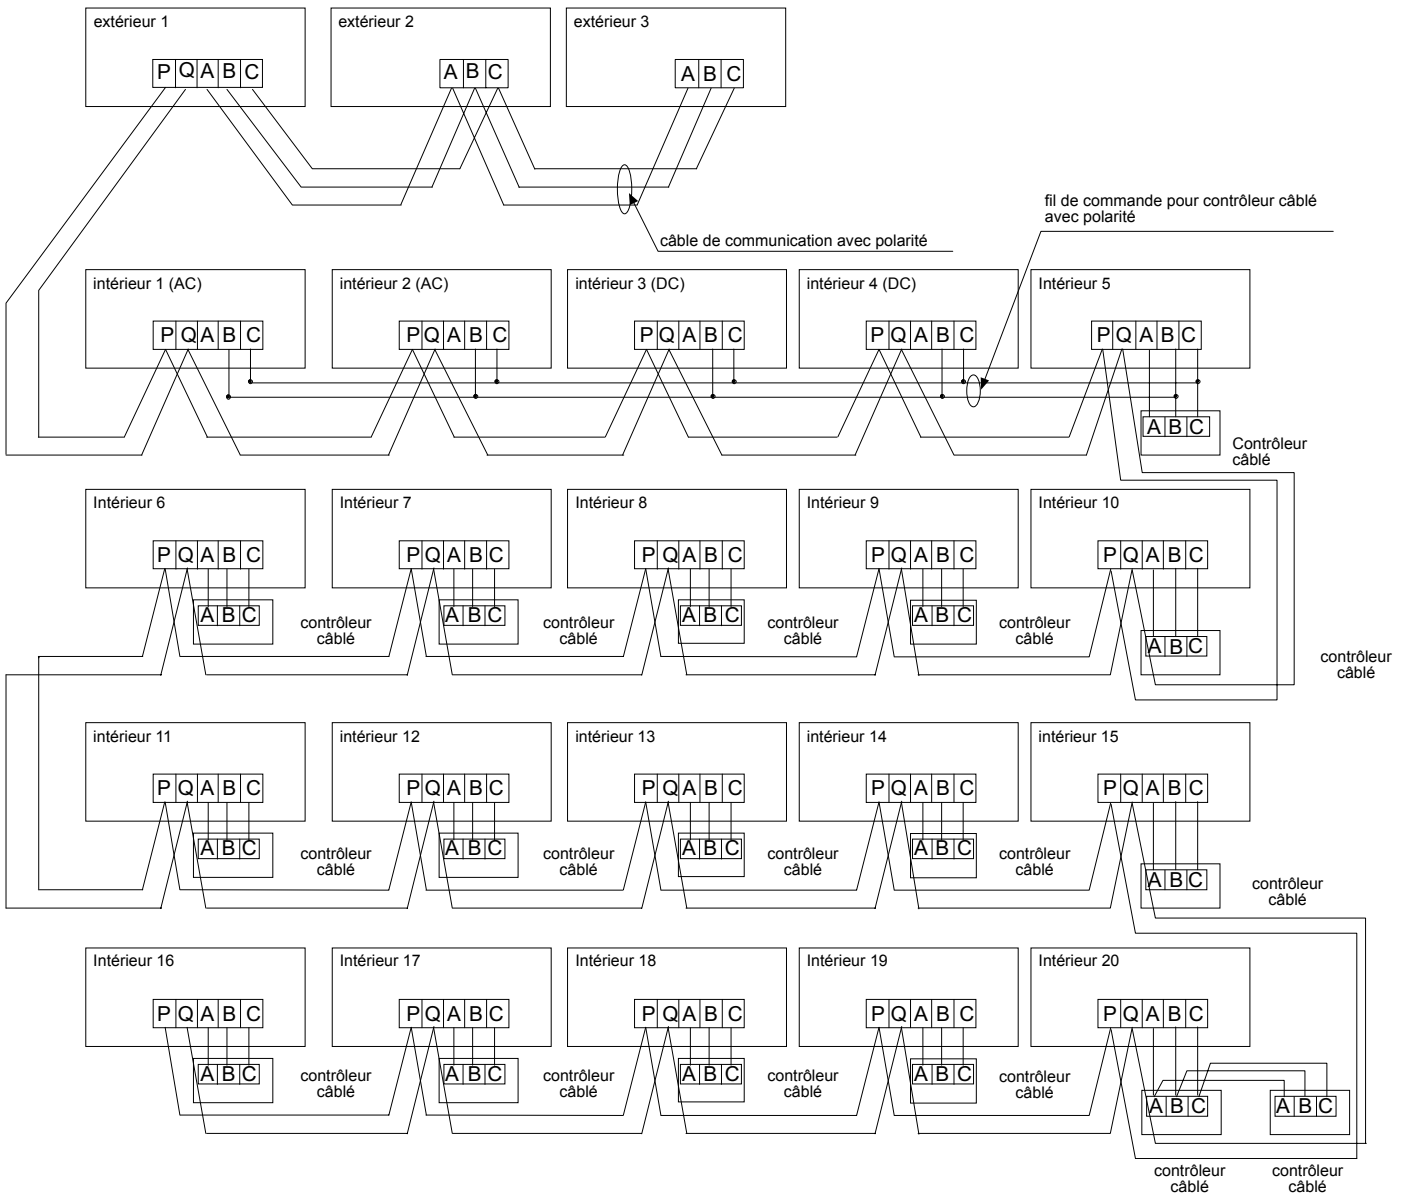 extérieur 1
extérieur 2
extérieur 3
P Q A B C
A B C
A B C
fil de commande pour contrôleur câblé
avec polarité
câble de communication avec polarité
intérieur 1 (AC)
intérieur 2 (AC)
intérieur 3 (DC)
intérieur 4 (DC)
Intérieur 5
P Q A B C
P Q A B C
P Q A B C
P Q A B C
P Q A B C
A B C
Contrôleur
câblé
Intérieur 6
Intérieur 7
Intérieur 8
Intérieur 9
Intérieur 10
P Q A B C
P Q A B C
P Q A B C
P Q A B C
P Q A B C
A B C
contrôleur
câblé
A B C
contrôleur
câblé
A B C
contrôleur
câblé
A B C
contrôleur
câblé
A B C
contrôleur
câblé
intérieur 11
intérieur 12
intérieur 13
intérieur 14
intérieur 15
P Q A B C
P Q A B C
P Q A B C
P Q A B C
P Q A B C
A B C
contrôleur
câblé
A B C
contrôleur
câblé
A B C
contrôleur
câblé
A B C
contrôleur
câblé
A B C
contrôleur
câblé
Intérieur 16
Intérieur 17
Intérieur 18
Intérieur 19
Intérieur 20
P Q A B C
P Q A B C
P Q A B C
P Q A B C
P Q A B C
A B C
contrôleur
câblé
A B C
contrôleur
câblé
A B C
contrôleur
câblé
A B C
contrôleur
câblé
A B C
A B C
contrôleur
câblé
contrôleur
câblé